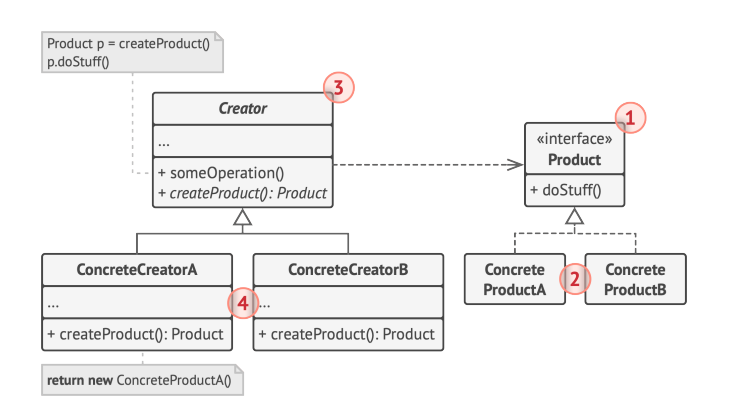 Product p = createProduct()
p.doStuff()
3
Creator
...
+ someOperation()
+ createProduct(): Product
1
«interface»
Product
+ doStuff()
ConcreteCreatorA
...
+ createProduct(): Product
4
ConcreteCreatorB
...
+ createProduct(): Product
Concrete
ProductA
2
Concrete
ProductB
return new ConcreteProductA()